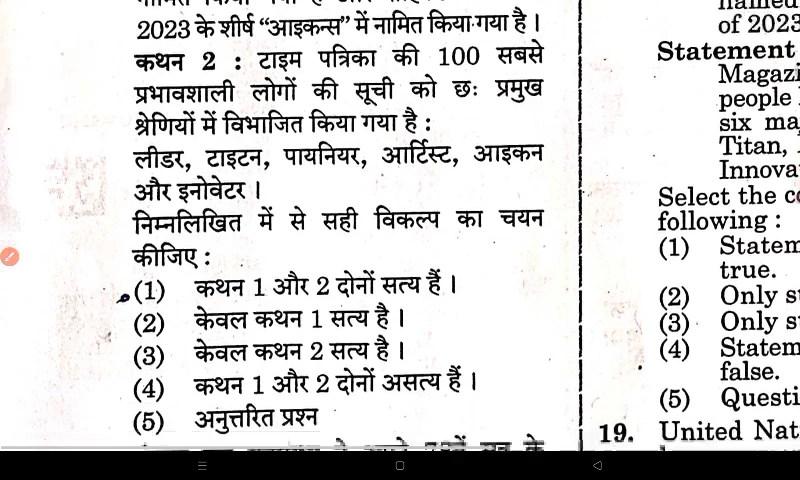 2023 के शीर्ष “आइकन्स” में नामित किया गया है ।
कथन 2 : टाइम पत्रिका की 100 सबसे
प्रभावशाली लोगों की सूची को छः प्रमुख
श्रेणियों में विभाजित किया गया है :
लीडर, टाइटन, पायनियर, आर्टिस्ट, आइकन
और इनोवेटर ।
निम्नलिखित में से सही विकल्प का चयन
कीजिए :
(1) कथन 1 और 2 दोनों सत्य हैं ।
(2) केवल कथन 1 सत्य है ।
(3) केवल कथन 2 सत्य है ।
(4) कथन 1 और 2 दोनों असत्य हैं ।
(5) अनुत्तरित प्रश्न
named
of 2023
Statement
Magazi
people
six ma
Titan,
Innova
Select the c
following :
(1) Statem
true.
(2) Only s
(3) Only s
(4) Statem
false.
(5) Questi
19. United Nat